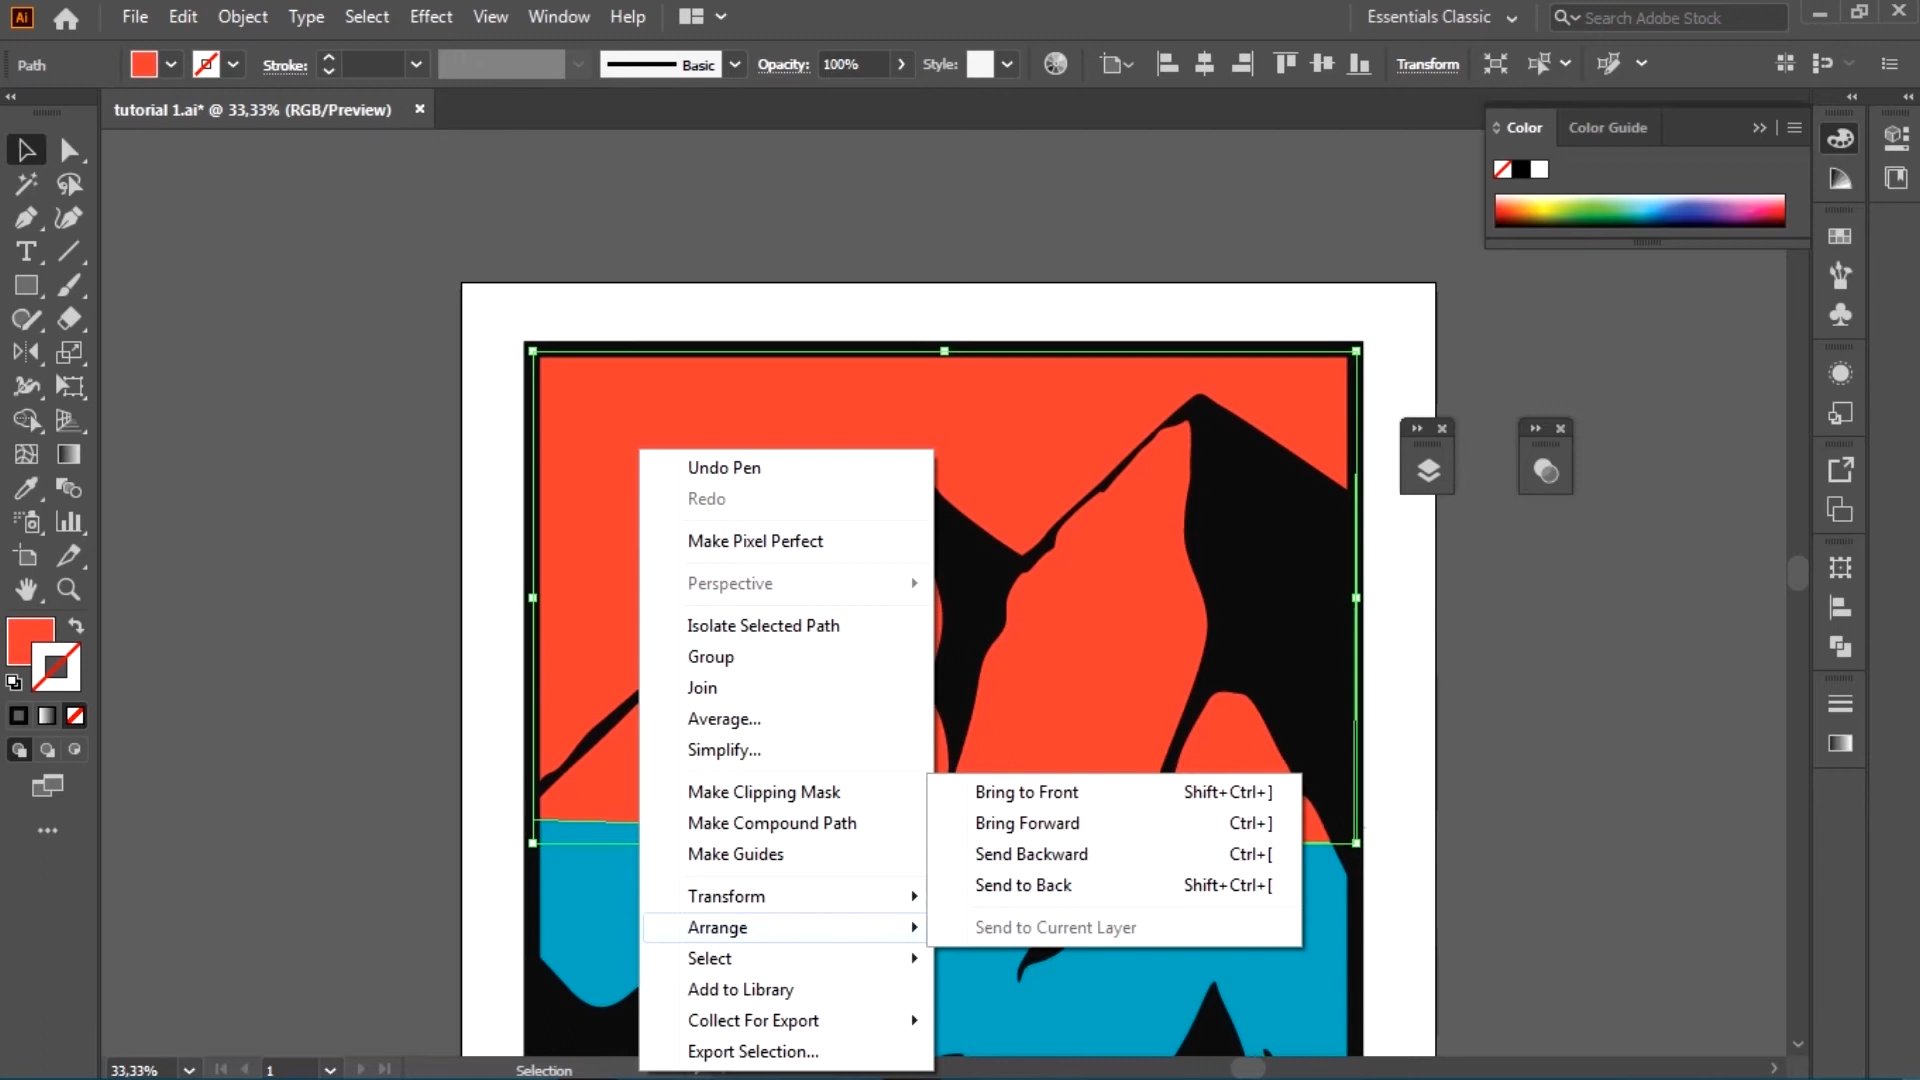 Ai File Edit Object Type Select Effect View Window Help Essentials Classic Search Adobe Stock
Path Stroke: Basic Opacity: 100% Style: Transform
tutorial 1.ai* @ 33,33% (RGB/Preview)
Color Color Guide
Undo Pen
Redo
Make Pixel Perfect
Perspective
Isolate Selected Path
Group
Join
Average...
Simplify...
Make Clipping Mask
Make Compound Path
Make Guides
Transform
Arrange
Select
Add to Library
Collect For Export
Export Selection...
Bring to Front Shift+Ctrl+]
Bring Forward Ctrl+]
Send Backward Ctrl+[
Send to Back Shift+Ctrl+[
Send to Current Layer
33,33% 1 Selection